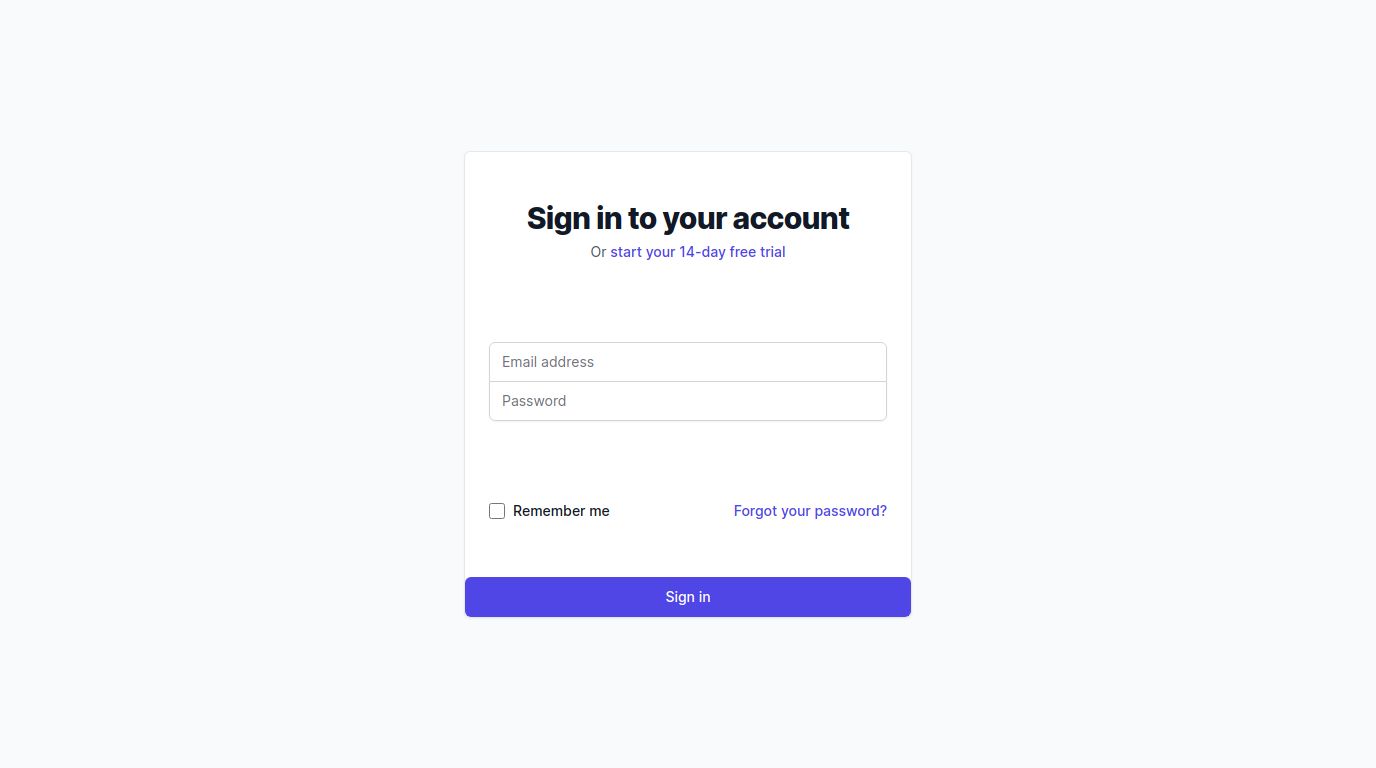 Sign in to your account
Or start your 14-day free trial
Email address
Password
Remember me
Forgot your password?
Sign in